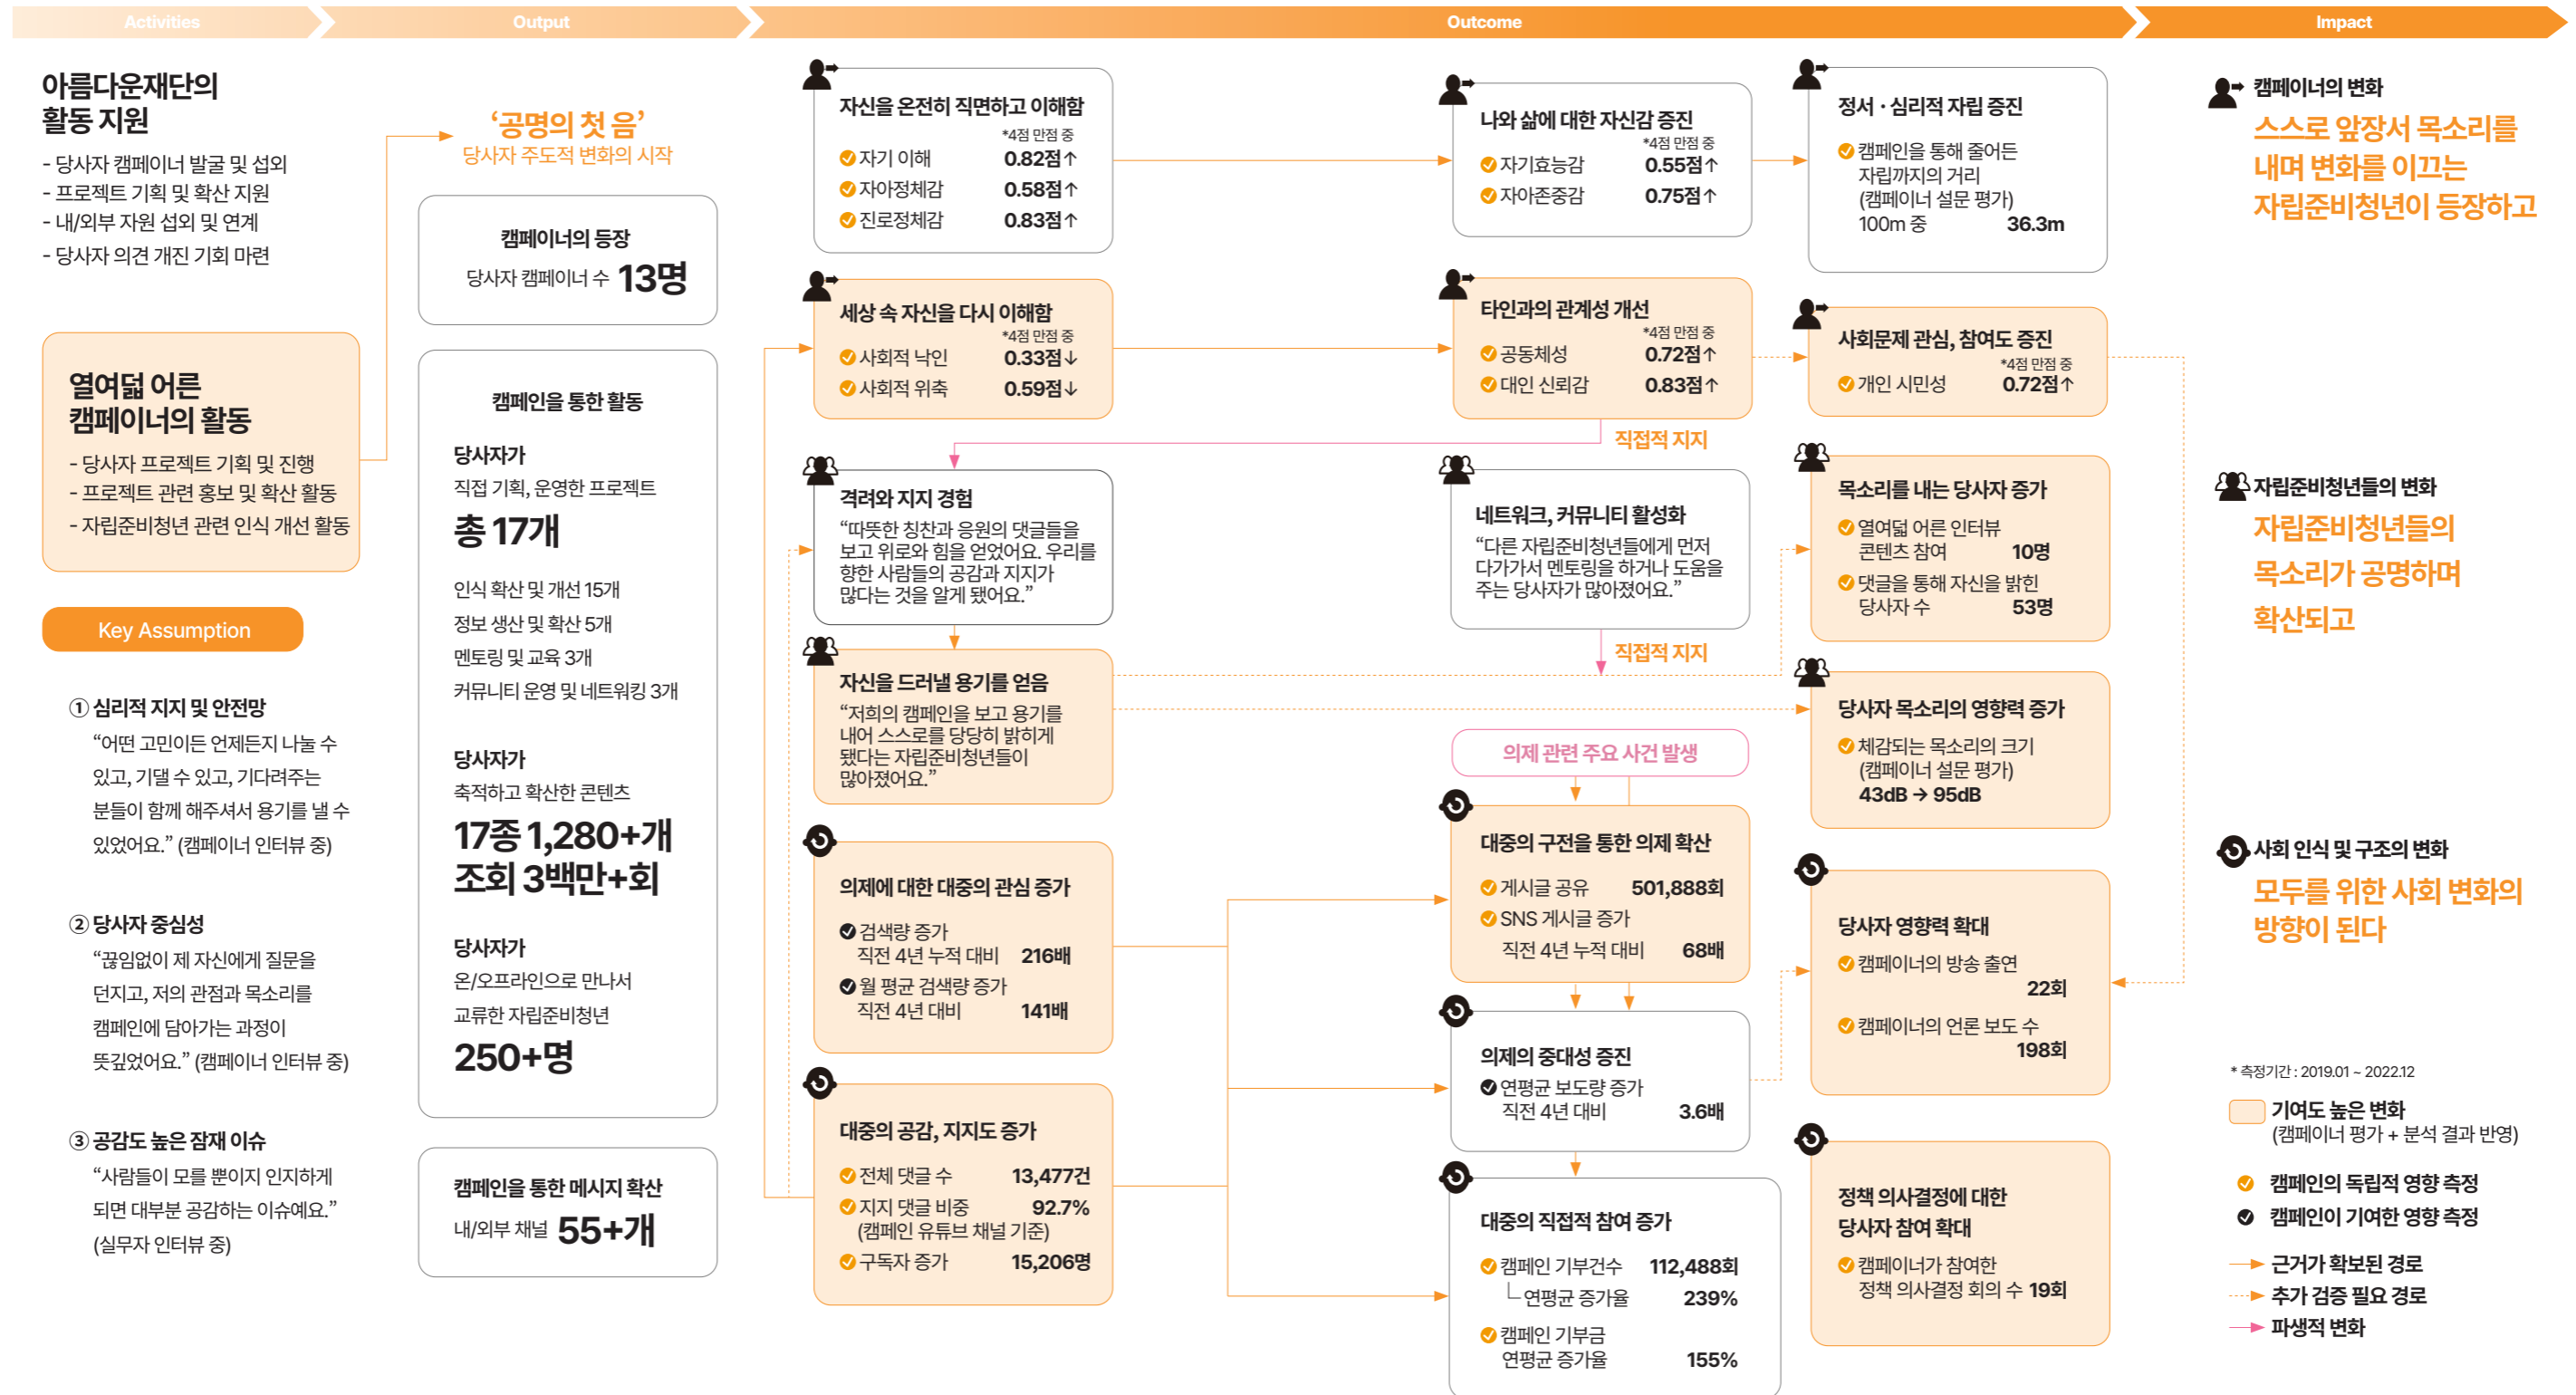 Activities
Output
Outcome
Impact
아름다운재단의
활동 지원
- 당사자 캠페이너 발굴 및 섭외
- 프로젝트 기획 및 확산 지원
- 내/외부 자원 섭외 및 연계
- 당사자 의견 개진 기회 마련
열여덟 어른
캠페이너의 활동
- 당사자 프로젝트 기획 및 진행
- 프로젝트 관련 홍보 및 확산 활동
- 자립준비청년 관련 인식 개선 활동
Key Assumption
① 심리적 지지 및 안전망
“어떤 고민이든 언제든지 나눌 수
있고, 기댈 수 있고, 기다려주는
분들이 함께 해주셔서 용기를 낼 수
있었어요.” (캠페이너 인터뷰 중)
② 당사자 중심성
“끊임없이 제 자신에게 질문을
던지고, 저의 관점과 목소리를
캠페인에 담아가는 과정이
뜻깊었어요.” (캠페이너 인터뷰 중)
③ 공감도 높은 잠재 이슈
“사람들이 모를 뿐이지 인지하게
되면 대부분 공감하는 이슈예요.”
(실무자 인터뷰 중)
‘공명의 첫 음’
당사자 주도적 변화의 시작
캠페이너의 등장
당사자 캠페이너 수 13명
캠페인을 통한 활동
당사자가
직접 기획, 운영한 프로젝트
총 17개
인식 확산 및 개선 15개
정보 생산 및 확산 5개
멘토링 및 교육 3개
커뮤니티 운영 및 네트워킹 3개
당사자가
축적하고 확산한 콘텐츠
17종 1,280+개
조회 3백만+회
당사자가
온/오프라인으로 만나서
교류한 자립준비청년
250+명
캠페인을 통한 메시지 확산
내/외부 채널 55+개
자신을 온전히 직면하고 이해함
*4점 만점 중
자기 이해 0.82점↑
자아정체감 0.58점↑
진로정체감 0.83점↑
세상 속 자신을 다시 이해함
*4점 만점 중
사회적 낙인 0.33점↓
사회적 위축 0.59점↓
격려와 지지 경험
“따뜻한 칭찬과 응원의 댓글들을
보고 위로와 힘을 얻었어요. 우리를
향한 사람들의 공감과 지지가
많다는 것을 알게 됐어요.”
자신을 드러낼 용기를 얻음
“저희의 캠페인을 보고 용기를
내어 스스로를 당당히 밝히게
됐다는 자립준비청년들이
많아졌어요.”
의제에 대한 대중의 관심 증가
검색량 증가
직전 4년 누적 대비 216배
월 평균 검색량 증가
직전 4년 대비 141배
대중의 공감, 지지도 증가
전체 댓글 수 13,477건
지지 댓글 비중 92.7%
(캠페인 유튜브 채널 기준)
구독자 증가 15,206명
나와 삶에 대한 자신감 증진
*4점 만점 중
자기효능감 0.55점↑
자아존중감 0.75점↑
타인과의 관계성 개선
*4점 만점 중
공동체성 0.72점↑
대인 신뢰감 0.83점↑
직접적 지지
네트워크, 커뮤니티 활성화
“다른 자립준비청년들에게 먼저
다가가서 멘토링을 하거나 도움을
주는 당사자가 많아졌어요.”
직접적 지지
의제 관련 주요 사건 발생
대중의 구전을 통한 의제 확산
게시글 공유 501,888회
SNS 게시글 증가
직전 4년 누적 대비 68배
의제의 중대성 증진
연평균 보도량 증가
직전 4년 대비 3.6배
대중의 직접적 참여 증가
캠페인 기부건수 112,488회
연평균 증가율 239%
캠페인 기부금
연평균 증가율 155%
정서 · 심리적 자립 증진
캠페인을 통해 줄어든
자립까지의 거리
(캠페이너 설문 평가)
100m 중 36.3m
사회문제 관심, 참여도 증진
*4점 만점 중
개인 시민성 0.72점↑
목소리를 내는 당사자 증가
열여덟 어른 인터뷰
콘텐츠 참여 10명
댓글을 통해 자신을 밝힌
당사자 수 53명
당사자 목소리의 영향력 증가
체감되는 목소리의 크기
(캠페이너 설문 평가)
43dB → 95dB
당사자 영향력 확대
캠페이너의 방송 출연
22회
캠페이너의 언론 보도 수
198회
정책 의사결정에 대한
당사자 참여 확대
캠페이너가 참여한
정책 의사결정 회의 수 19회
캠페이너의 변화
스스로 앞장서 목소리를
내며 변화를 이끄는
자립준비청년이 등장하고
자립준비청년들의 변화
자립준비청년들의
목소리가 공명하며
확산되고
사회 인식 및 구조의 변화
모두를 위한 사회 변화의
방향이 된다
* 측정기간 : 2019.01 ~ 2022.12
기여도 높은 변화
(캠페이너 평가 + 분석 결과 반영)
캠페인의 독립적 영향 측정
캠페인이 기여한 영향 측정
근거가 확보된 경로
추가 검증 필요 경로
파생적 변화